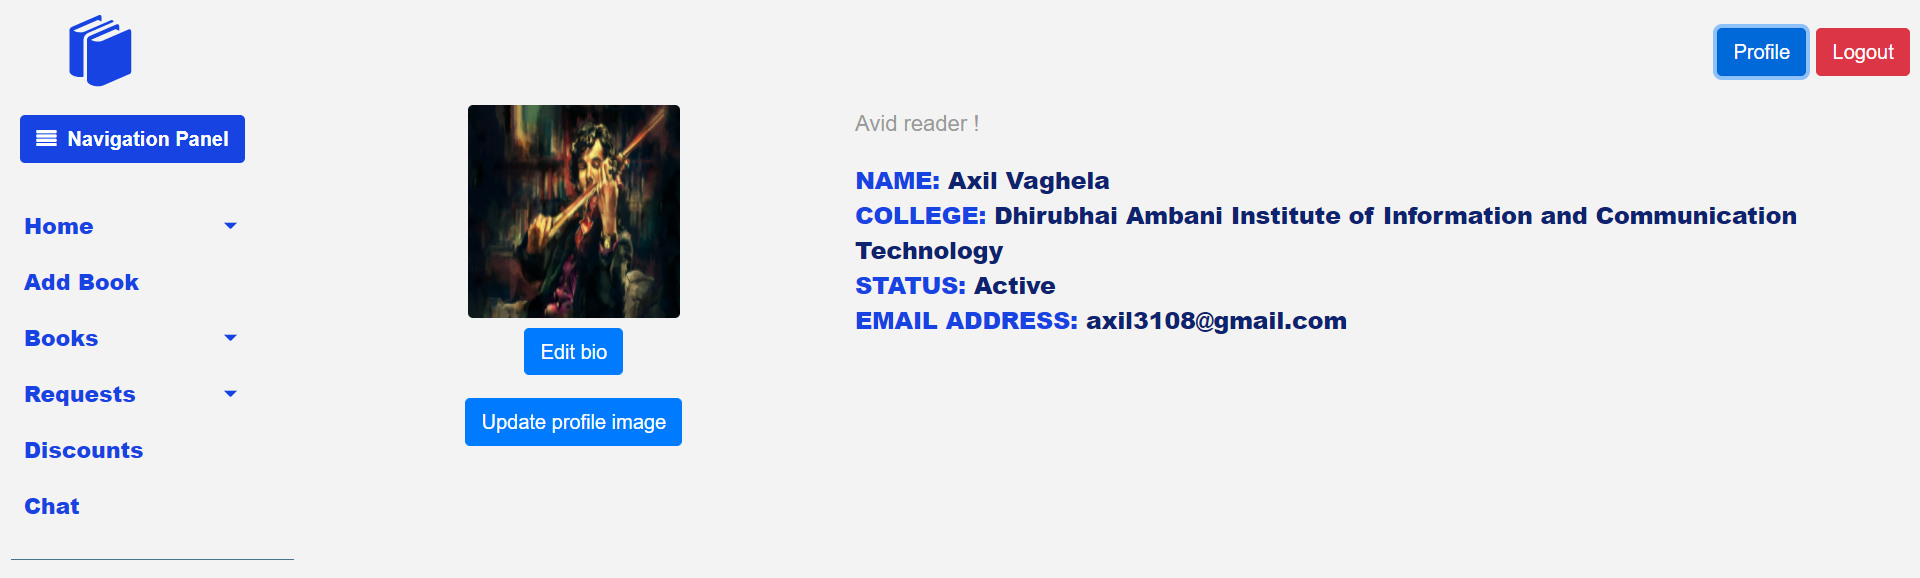 Profile
Logout
Navigation Panel
Home
Add Book
Books
Requests
Discounts
Chat
Edit bio
Update profile image
Avid reader !
NAME: Axil Vaghela
COLLEGE: Dhirubhai Ambani Institute of Information and Communication
Technology
STATUS: Active
EMAIL ADDRESS: axil3108@gmail.com